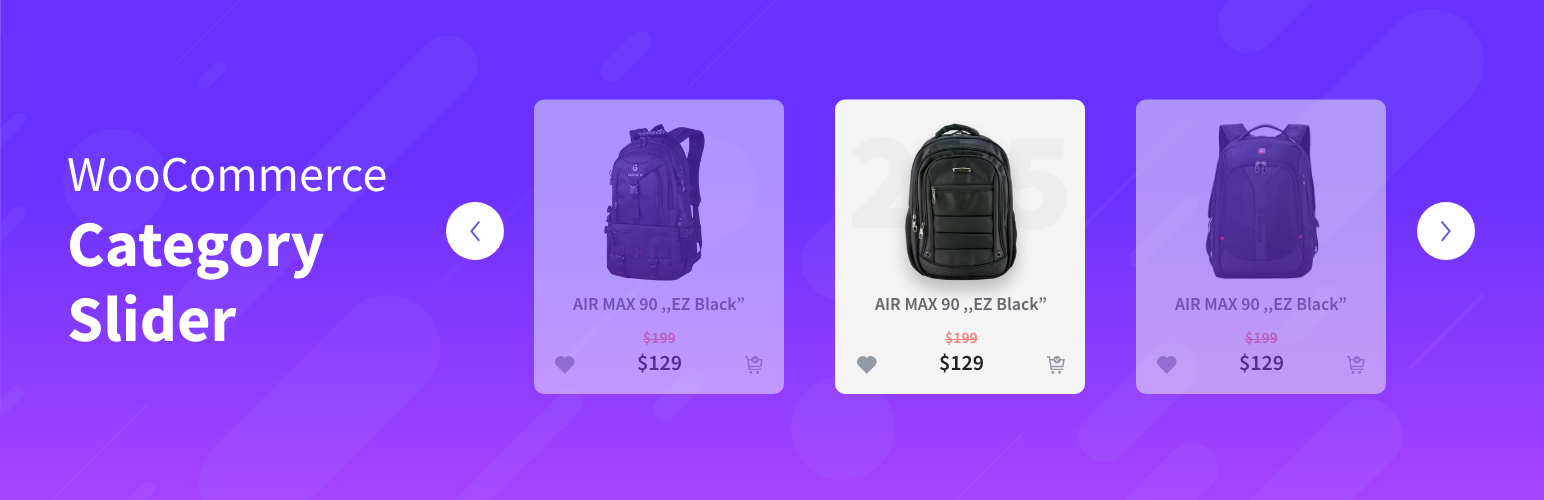 WooCommerce
Category
Slider
AIR MAX 90 ,,EZ Black”
$199
$129
AIR MAX 90 ,,EZ Black”
$199
$129
AIR MAX 90 ,,EZ Black”
$199
$129